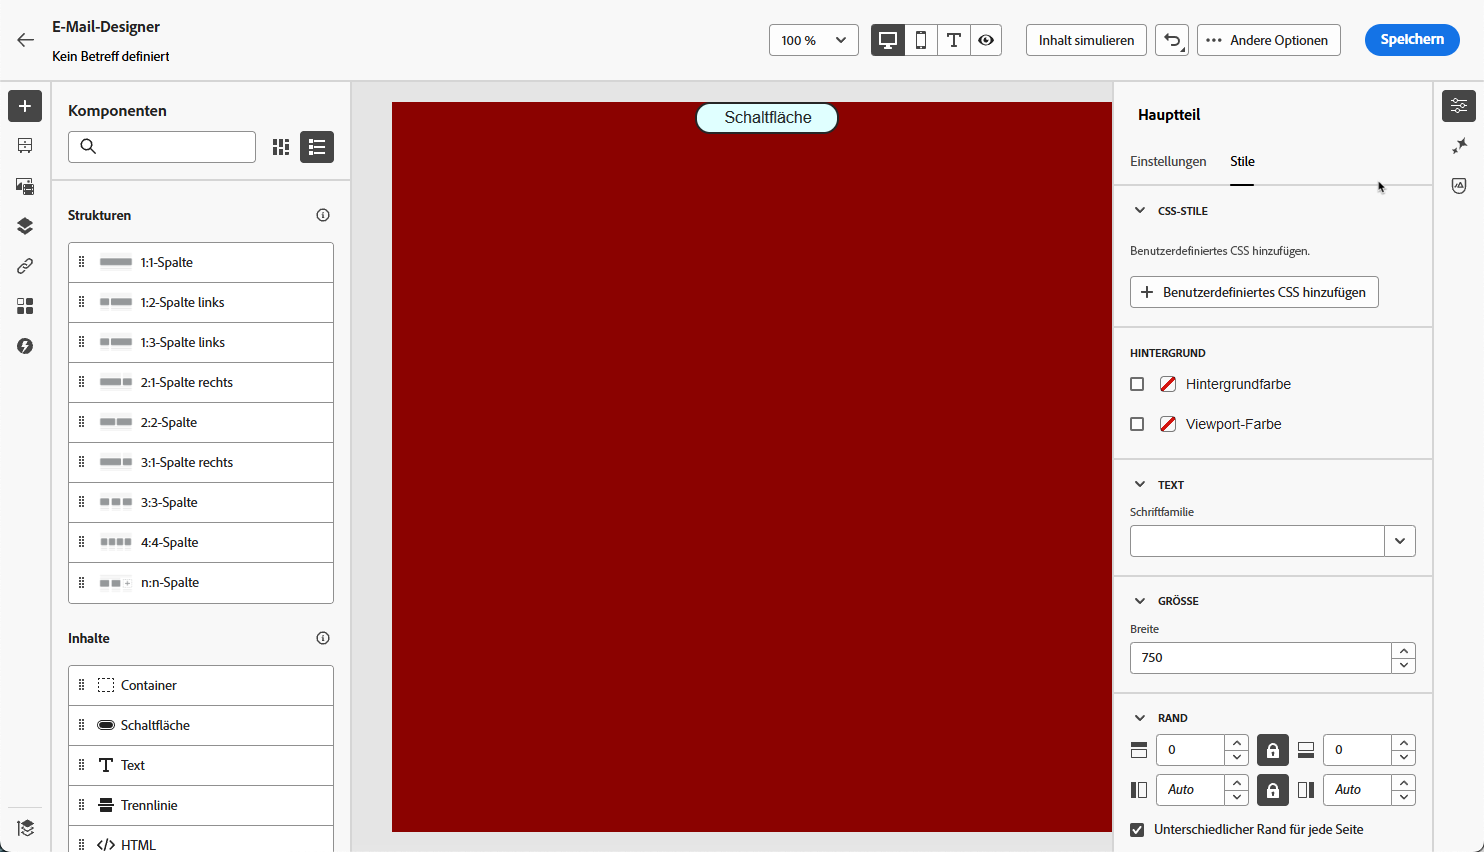 E-Mail-Designer
Kein Betreff definiert
100 %
Inhalt simulieren
Andere Optionen
Speichern
Komponenten
Strukturen
1:1-Spalte
1:2-Spalte links
1:3-Spalte links
2:1-Spalte rechts
2:2-Spalte
3:1-Spalte rechts
3:3-Spalte
4:4-Spalte
n:n-Spalte
Inhalte
Container
Schaltfläche
Text
Trennlinie
HTML
Schaltfläche
Hauptteil
Einstellungen Stile
CSS-STILE
Benutzerdefiniertes CSS hinzufügen.
Benutzerdefiniertes CSS hinzufügen
HINTERGRUND
Hintergrundfarbe
Viewport-Farbe
TEXT
Schriftfamilie
GRÖSSE
Breite
750
RAND
0 0
Auto Auto
Unterschiedlicher Rand für jede Seite